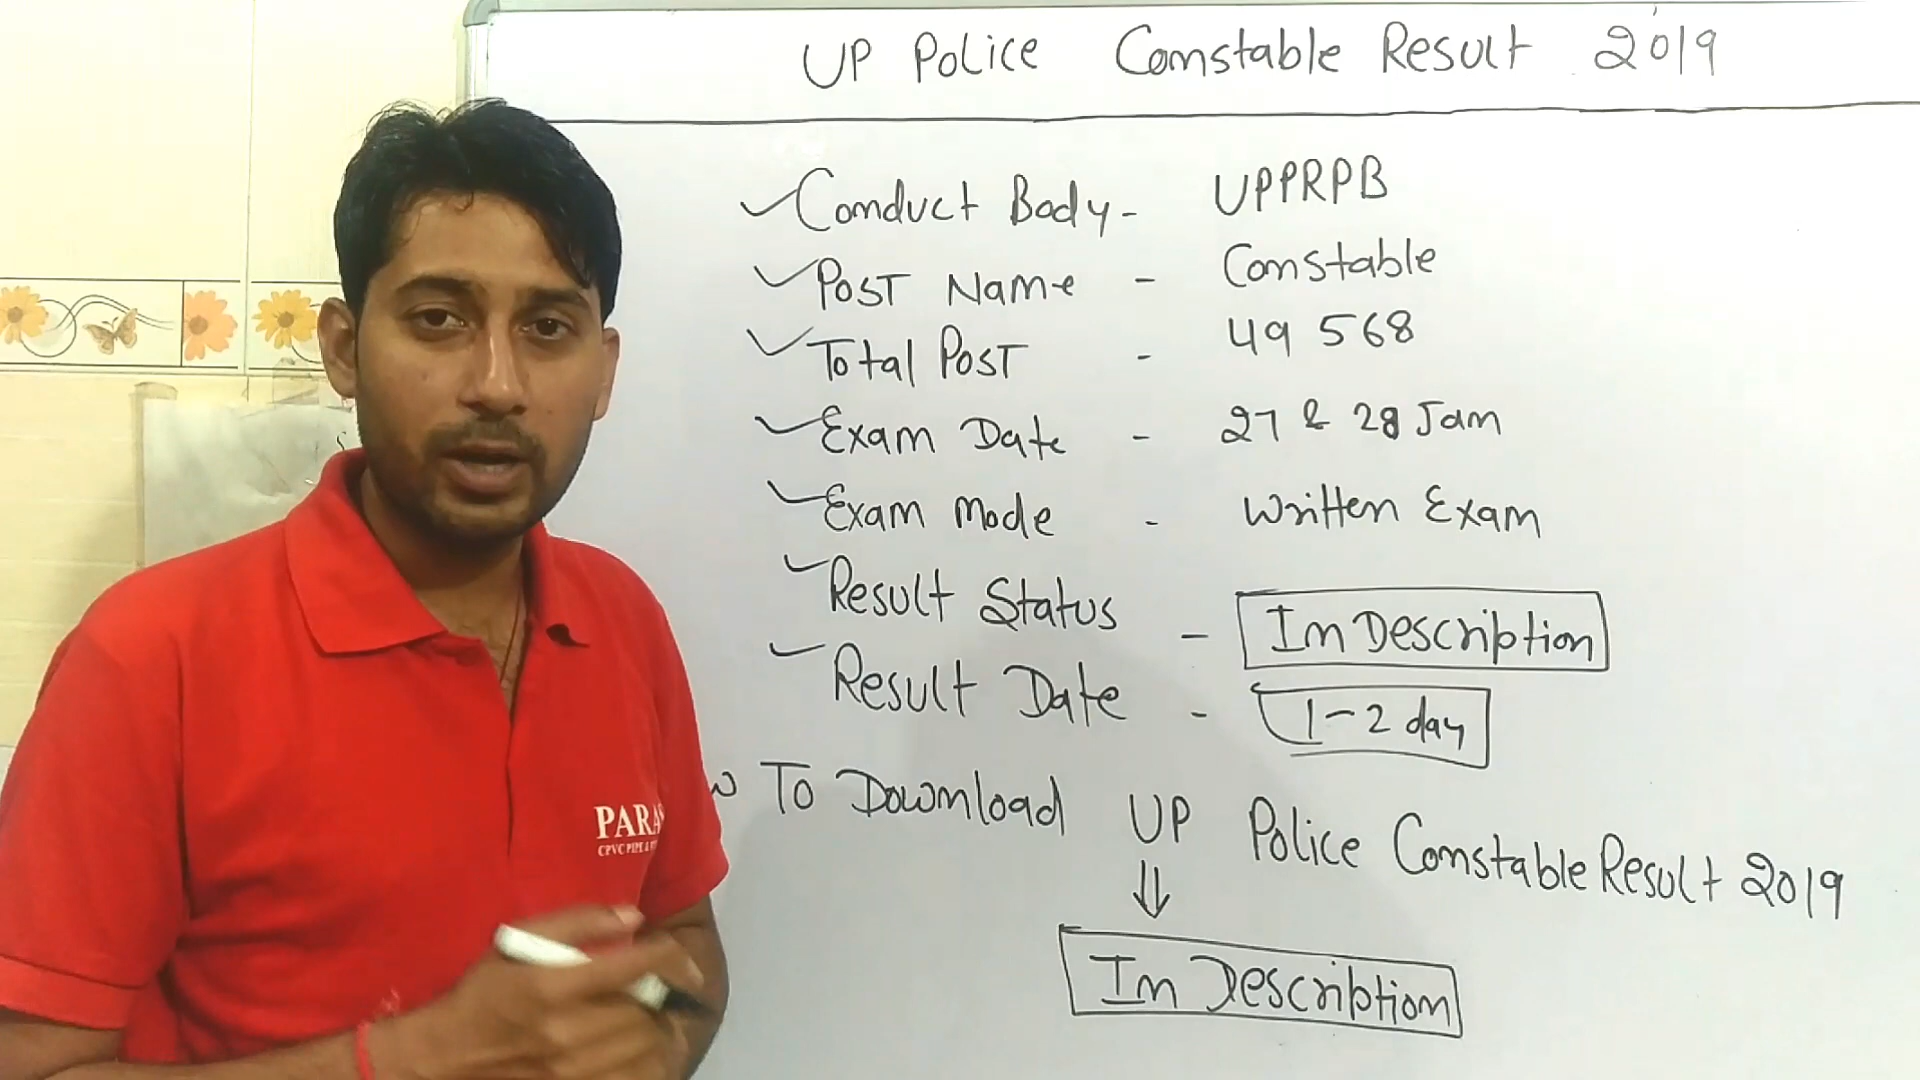 UP Police Constable Result 2019
Conduct Body - UPPRPB
Post Name - Constable
Total Post - 49 568
Exam Date - 27 & 28 Jan
Exam Mode - Written Exam
Result Status - In Description
Result Date - 1-2 day
To Download UP Police Constable Result 2019
In Description
PARAS
CPVC PIPE &